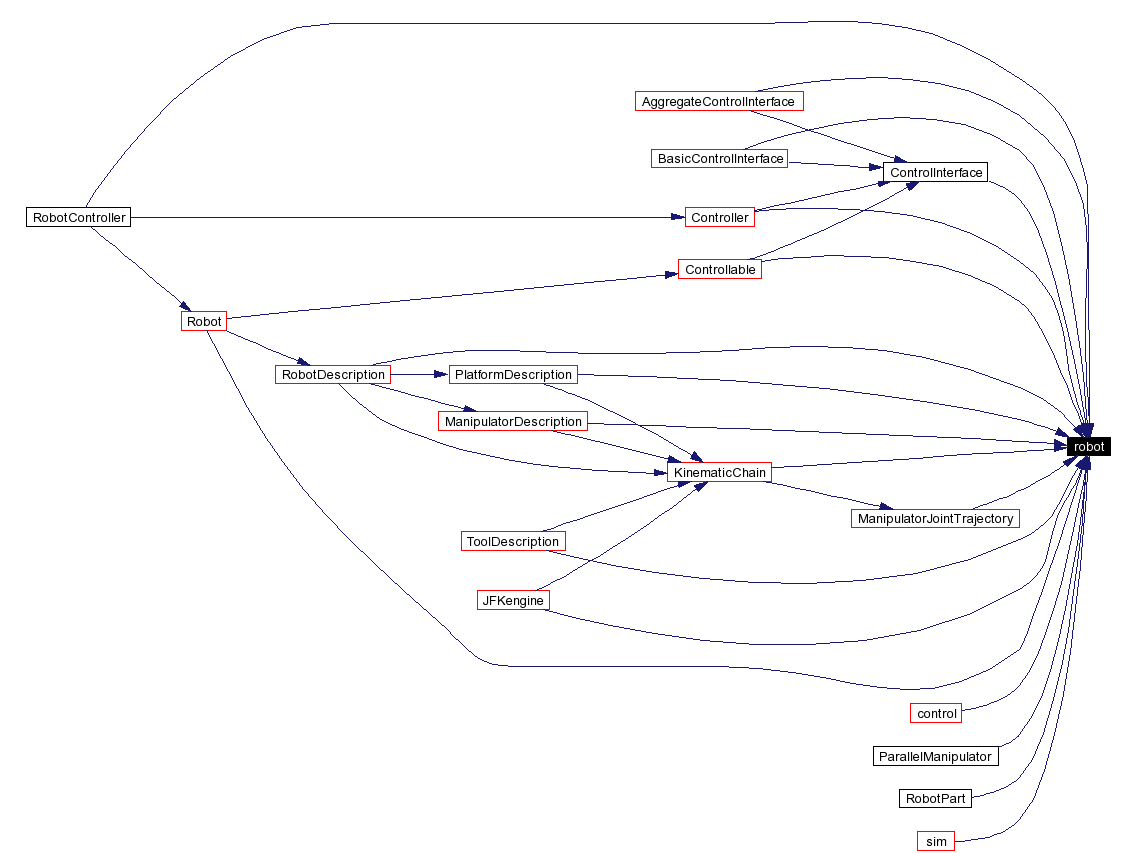 AggregateControlInterface
BasicControlInterface
ControlInterface
RobotController
Controller
Controllable
Robot
RobotDescription
PlatformDescription
ManipulatorDescription
robot
KinematicChain
ManipulatorJointTrajectory
ToolDescription
JFKengine
control
ParallelManipulator
RobotPart
sim